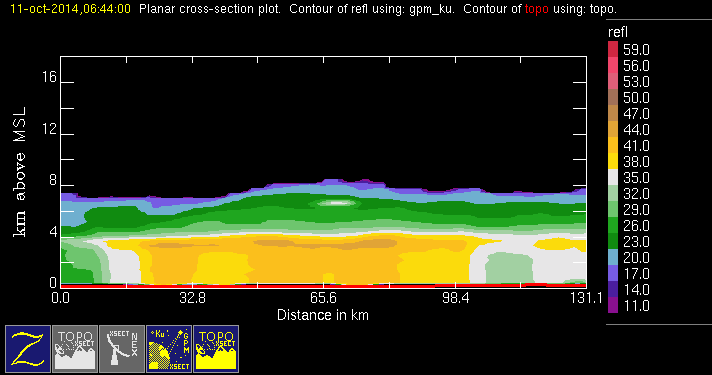 11-oct-2014,06:44:00 Planar cross-section plot. Contour of refl using: gpm_ku. Contour of topo using: topo.
refl
59.0
56.0
53.0
50.0
47.0
44.0
41.0
38.0
35.0
32.0
29.0
26.0
23.0
20.0
17.0
14.0
11.0
km above MSL
16
12
8
4
0
0.0 32.8 65.6 98.4 131.1
Distance in km
Z
TOPO XSECT
XSECT NEXR
Ku GPM XSECT
TOPO XSECT